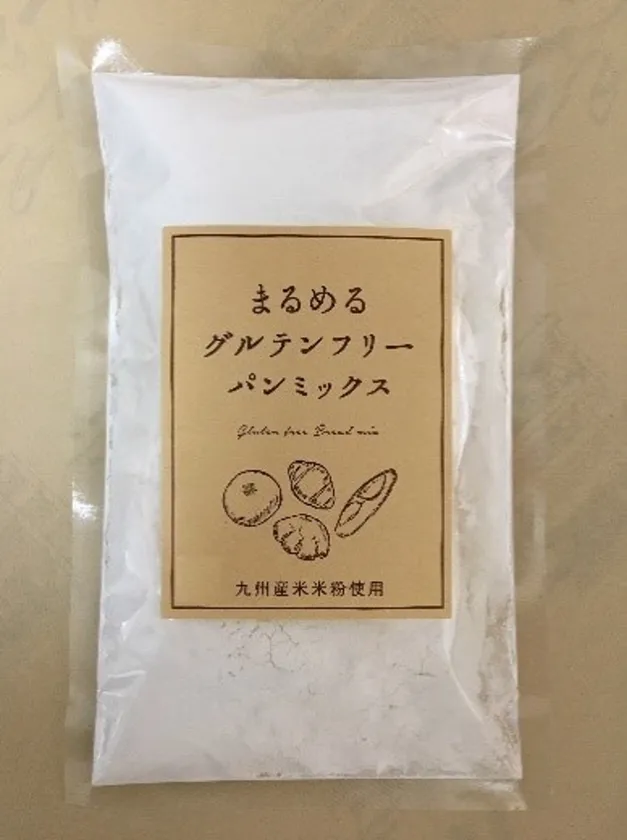 まるめる
グルテンフリー
パンミックス
Gluten free Bread mix
九州産米米粉使用